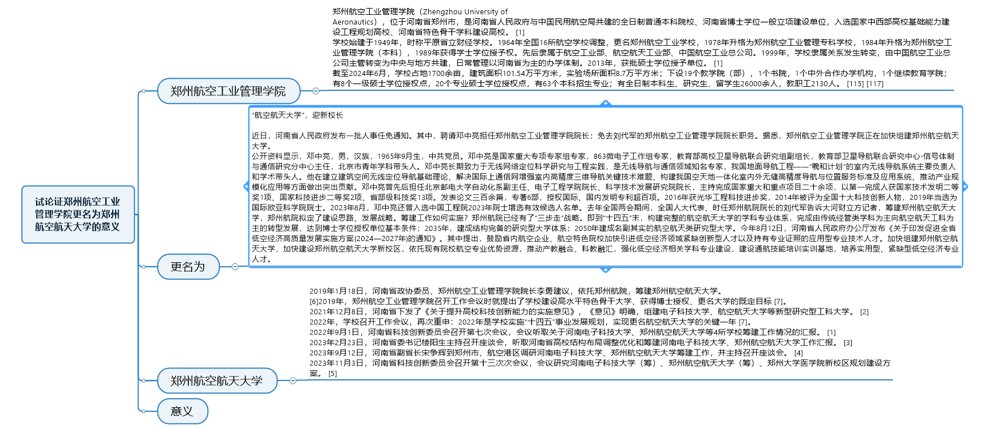 郑州航空工业管理学院（Zhengzhou University of
Aeronautics），位于河南省郑州市，是河南省人民政府与中国民用航空局共建的全日制普通本科院校、河南省博士学位一般立项建设单位，入选国家中西部高校基础能力建
设工程规划高校、河南省特色骨干学科建设高校。 [1]
学校始建于1949年，时称平原省立财经学校。1964年全国16所航空学校调整，更名郑州航空工业学校，1978年升格为郑州航空工业管理专科学校，1984年升格为郑州航空工
业管理学院（本科），1989年获得学士学位授予权。先后隶属于航空工业部、航空航天工业部、中国航空工业总公司。1999年，学校隶属关系发生转变，由中国航空工业总
公司主管转变为中央与地方共建，日常管理以河南省为主的办学体制。2013年，获批硕士学位授予单位。 [1]
截至2024年6月，学校占地1700余亩，建筑面积101.54万平方米，实验场所面积8.7万平方米；下设19个教学院（部），1个书院，1个中外合作办学机构，1个继续教育学院；
有8个一级硕士学位授权点，20个专业硕士学位授权点，有63个本科招生专业；有全日制本科生、研究生、留学生26000余人，教职工2130人。 [115] [117]
郑州航空工业管理学院
“航空航天大学”，迎新校长
近日，河南省人民政府发布一批人事任免通知。其中，聘请邓中亮担任郑州航空工业管理学院院长；免去刘代军的郑州航空工业管理学院院长职务。据悉，郑州航空工业管理学院正在加快组建郑州航空航天
大学。
公开资料显示，邓中亮，男，汉族，1965年9月生，中共党员。邓中亮是国家重大专项专家组专家，863微电子工作组专家，教育部高校卫星导航联合研究组副组长，教育部卫星导航联合研究中心-信号体制
与通信研究分中心主任，北京市青年学科带头人。邓中亮长期致力于无线网络定位科学研究与工程实践，是无线导航与通信领域知名专家，我国地面导航工程——“羲和计划”的室内无线导航系统主要负责人
和学术带头人。他在建立建筑空间无线定位导航基础理论、解决国际上通信网增强室内高精度三维导航关键技术难题、构建我国空天地一体化室内外无缝高精度导航与位置服务标准及应用系统、推动产业规
模化应用等方面做出突出贡献。邓中亮曾先后担任北京邮电大学自动化系副主任、电子工程学院院长、科学技术发展研究院院长，主持完成国家重大和重点项目二十余项，以第一完成人获国家技术发明二等
奖1项、国家科技进步二等奖2项、省部级科技奖13项。发表论文三百余篇，专著6部，授权国际、国内发明专利超百项。2016年获光华工程科技进步奖，2014年被评为全国十大科技创新人物，2019年当选为
国际欧亚科学院院士。2023年8月，邓中亮还曾入选中国工程院2023年院士增选有效候选人名单。去年全国两会期间，全国人大代表、时任郑州航院院长的刘代军告诉大河财立方记者，筹建郑州航空航天大
学，郑州航院拟定了建设思路、发展战略。筹建工作如何实施？郑州航院已经有了“三步走”战略。即到“十四五”末，构建完整的航空航天大学的学科专业体系，完成由传统经管类学科为主向航空航天工科为
主的转型发展，达到博士学位授权单位基本条件；2035年，建成结构完备的研究型大学体系；2050年建成名副其实的航空航天类研究型大学。今年8月12日，河南省人民政府办公厅发布《关于印发促进全省
低空经济高质量发展实施方案(2024—2027年)的通知》。其中提出，鼓励省内航空企业、航空特色院校加快引进低空经济领域紧缺创新型人才以及持有专业证照的应用型专业技术人才。加快组建郑州航空航
天大学，加快建设郑州航空航天大学新校区，依托现有院校航空专业优势资源，推动产教融合、科教融汇，强化低空经济相关学科专业建设，建设通航技能培训实训基地，培养实用型、紧缺型低空经济专业
人才。
试论证郑州航空工业
管理学院更名为郑州
航空航天大学的意义
更名为
2019年1月18日，河南省政协委员、郑州航空工业管理学院院长李勇建议，依托郑州航院，筹建郑州航空航天大学。
[6]2019年，郑州航空工业管理学院召开工作会议时就提出了学校建设高水平特色骨干大学、获得博士授权、更名大学的既定目标 [7]。
2021年12月8日，河南省下发了《关于提升高校科技创新能力的实施意见》，《意见》明确，组建电子科技大学、航空航天大学等新型研究型工科大学。 [2]
2022年，学校召开工作会议，再次重申：2022年是学校实施“十四五”事业发展规划，实现更名航空航天大学的关键一年 [7]。
2022年9月1日，河南省科技创新委员会召开第七次会议，会议听取关于河南电子科技大学、郑州航空航天大学等4所学校筹建工作情况的汇报。 [1]
2023年2月23日，河南省委书记楼阳生主持召开座谈会，听取河南省高校结构布局调整优化和筹建河南电子科技大学、郑州航空航天大学工作汇报。 [3]
2023年9月12日，河南省副省长宋争辉到郑州市、航空港区调研河南电子科技大学、郑州航空航天大学筹建工作，并主持召开座谈会。 [4]
2023年11月3日，河南省科技创新委员会召开第十三次次会议，会议研究河南电子科技大学（筹）、郑州航空航天大学（筹）、郑州大学医学院新校区规划建设方
案。 [5]
郑州航空航天大学
意义